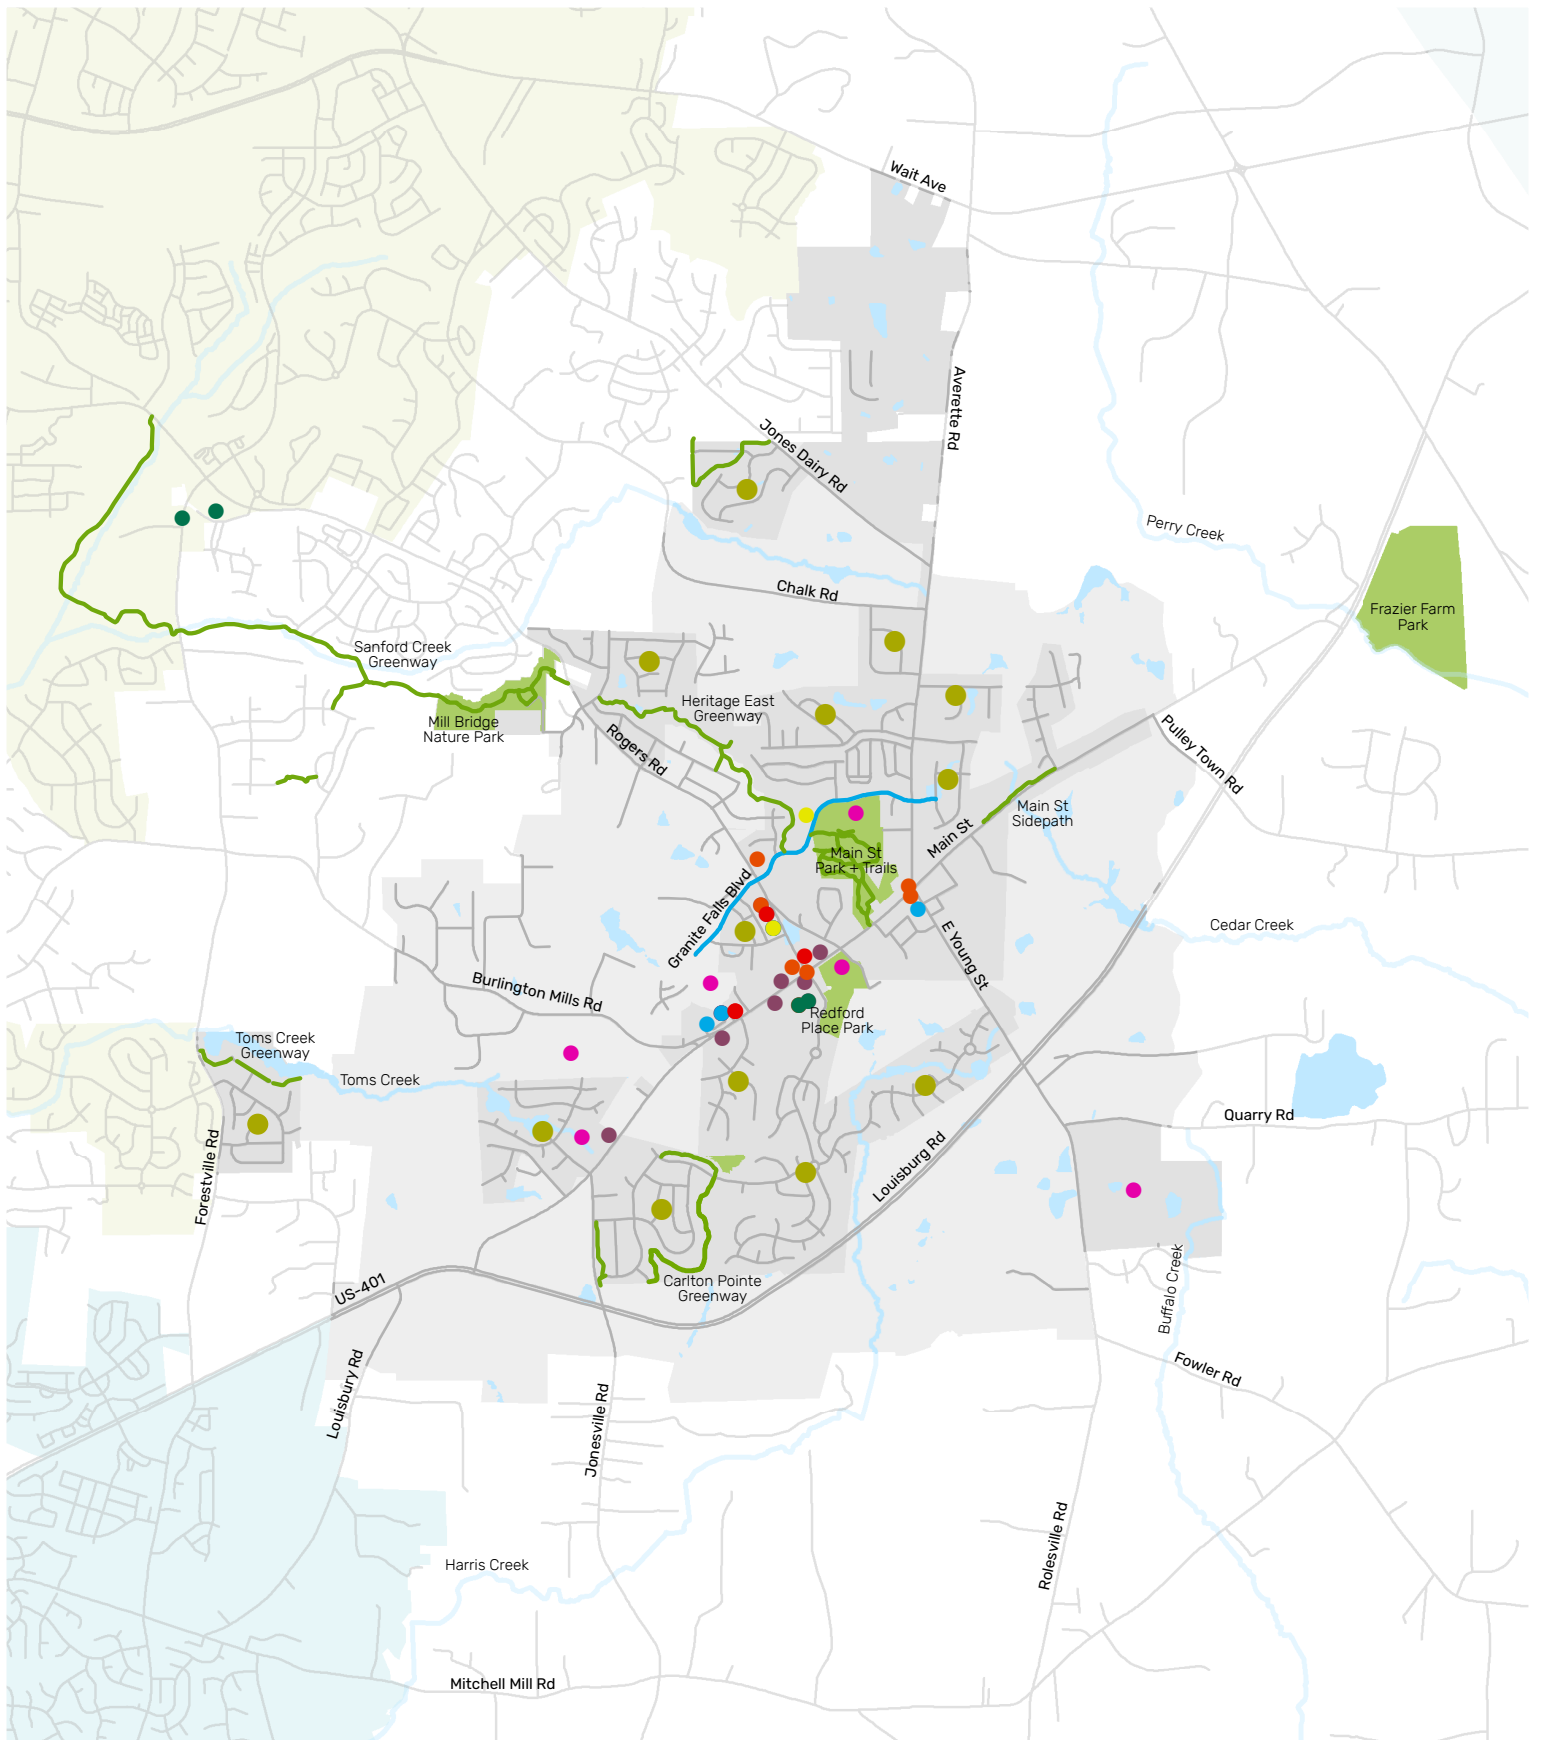 Wait Ave
Averette Rd
Jones Dairy Rd
Perry Creek
Chalk Rd
Frazier Farm
Park
Sanford Creek
Greenway
Heritage East
Greenway
Mill Bridge
Nature Park
Rogers Rd
Pulley Town Rd
Main St
Sidepath
Main St
Main St
Park + Trails
Granite Falls Blvd
Cedar Creek
E Young St
Burlington Mills Rd
Redford
Place Park
Toms Creek
Greenway
Toms Creek
Quarry Rd
Forestville Rd
Louisburg Rd
Buffalo Creek
US-401
Carlton Pointe
Greenway
Louisbury Rd
Fowler Rd
Jonesville Rd
Rolesville Rd
Harris Creek
Mitchell Mill Rd